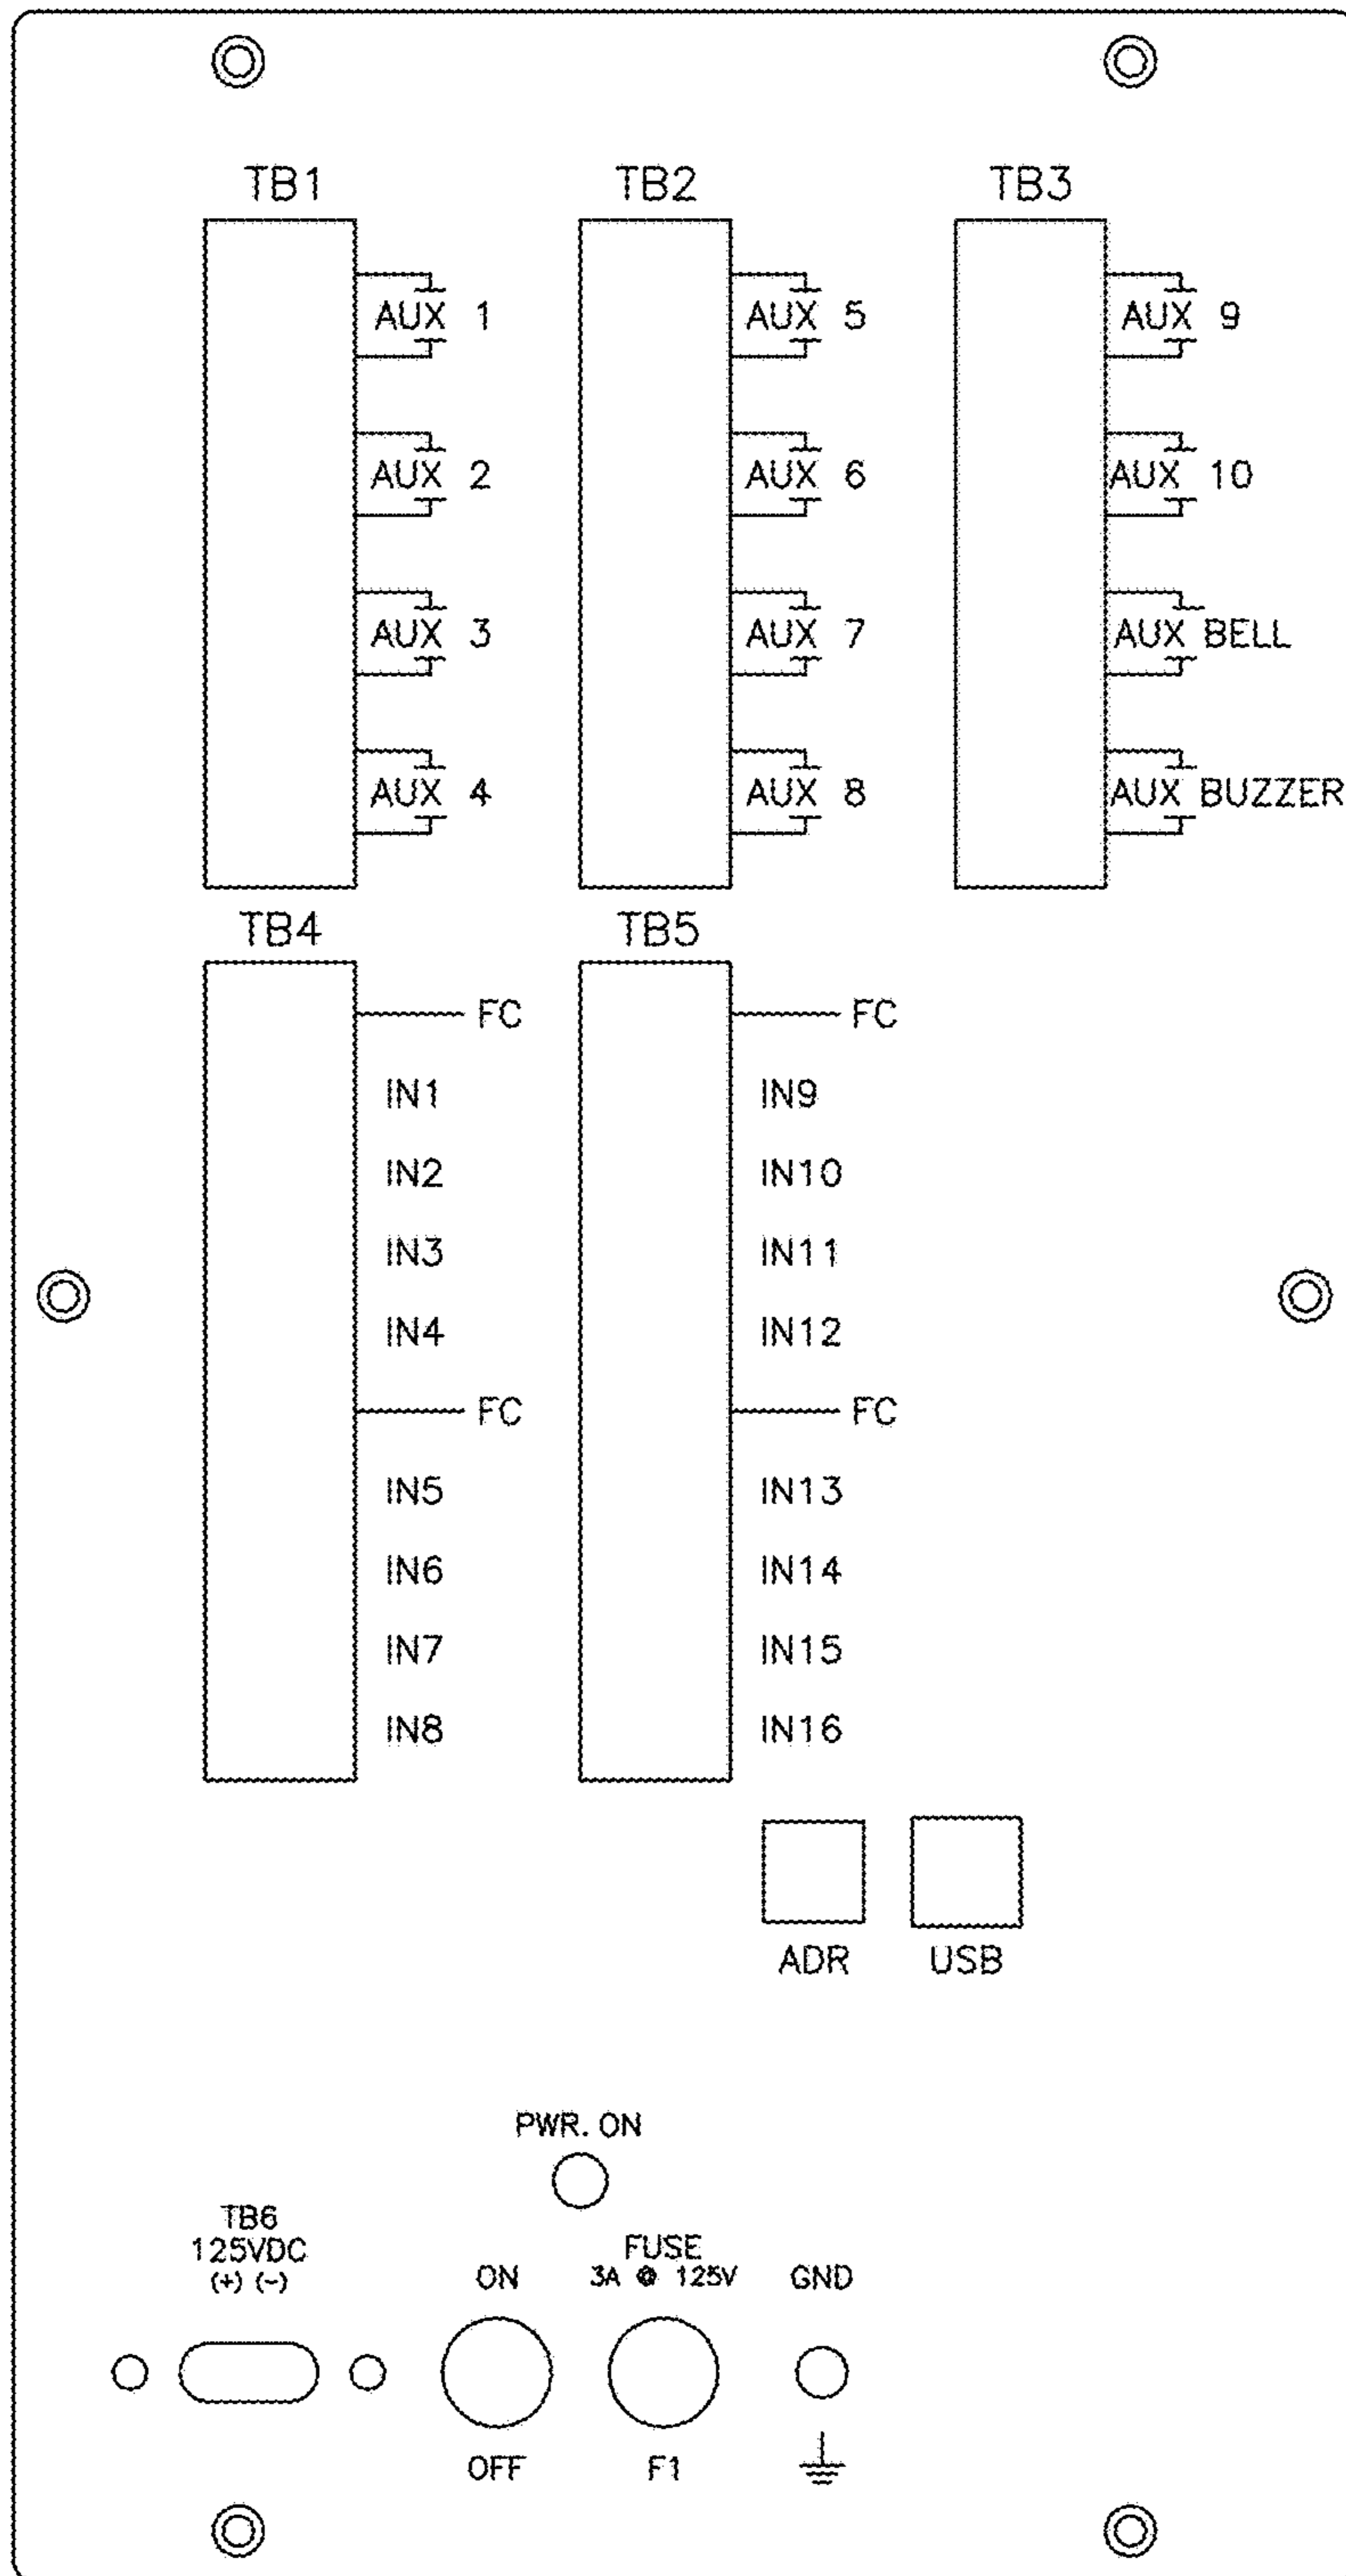 TB1 TB2 TB3
AUX 1 AUX 5 AUX 9
AUX 2 AUX 6 AUX 10
AUX 3 AUX 7 AUX BELL
AUX 4 AUX 8 AUX BUZZER
TB4 TB5
FC FC
IN1 IN9
IN2 IN10
IN3 IN11
IN4 IN12
FC FC
IN5 IN13
IN6 IN14
IN7 IN15
IN8 IN16
ADR USB
PWR. ON
TB6
125VDC
(+) (-)
ON
FUSE
3A @ 125V
GND
OFF F1